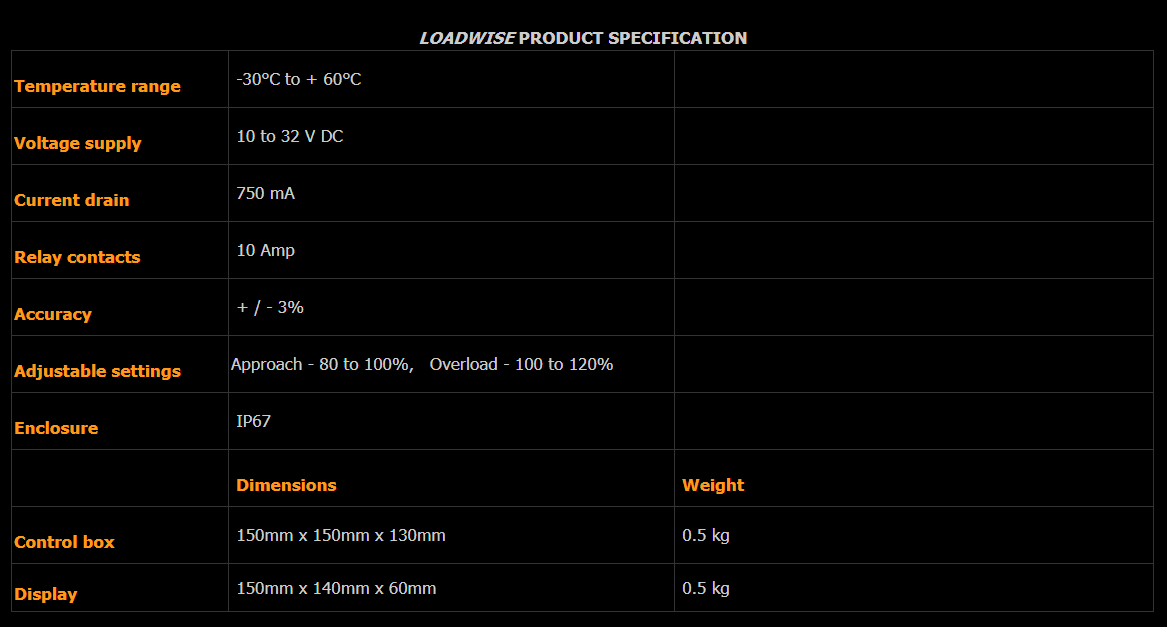 LOADWISE PRODUCT SPECIFICATION
Temperature range -30ºC to + 60ºC
Voltage supply 10 to 32 V DC
Current drain 750 mA
Relay contacts 10 Amp
Accuracy + / - 3%
Adjustable settings Approach - 80 to 100%, Overload - 100 to 120%
Enclosure IP67
Dimensions Weight
Control box 150mm x 150mm x 130mm 0.5 kg
Display 150mm x 140mm x 60mm 0.5 kg